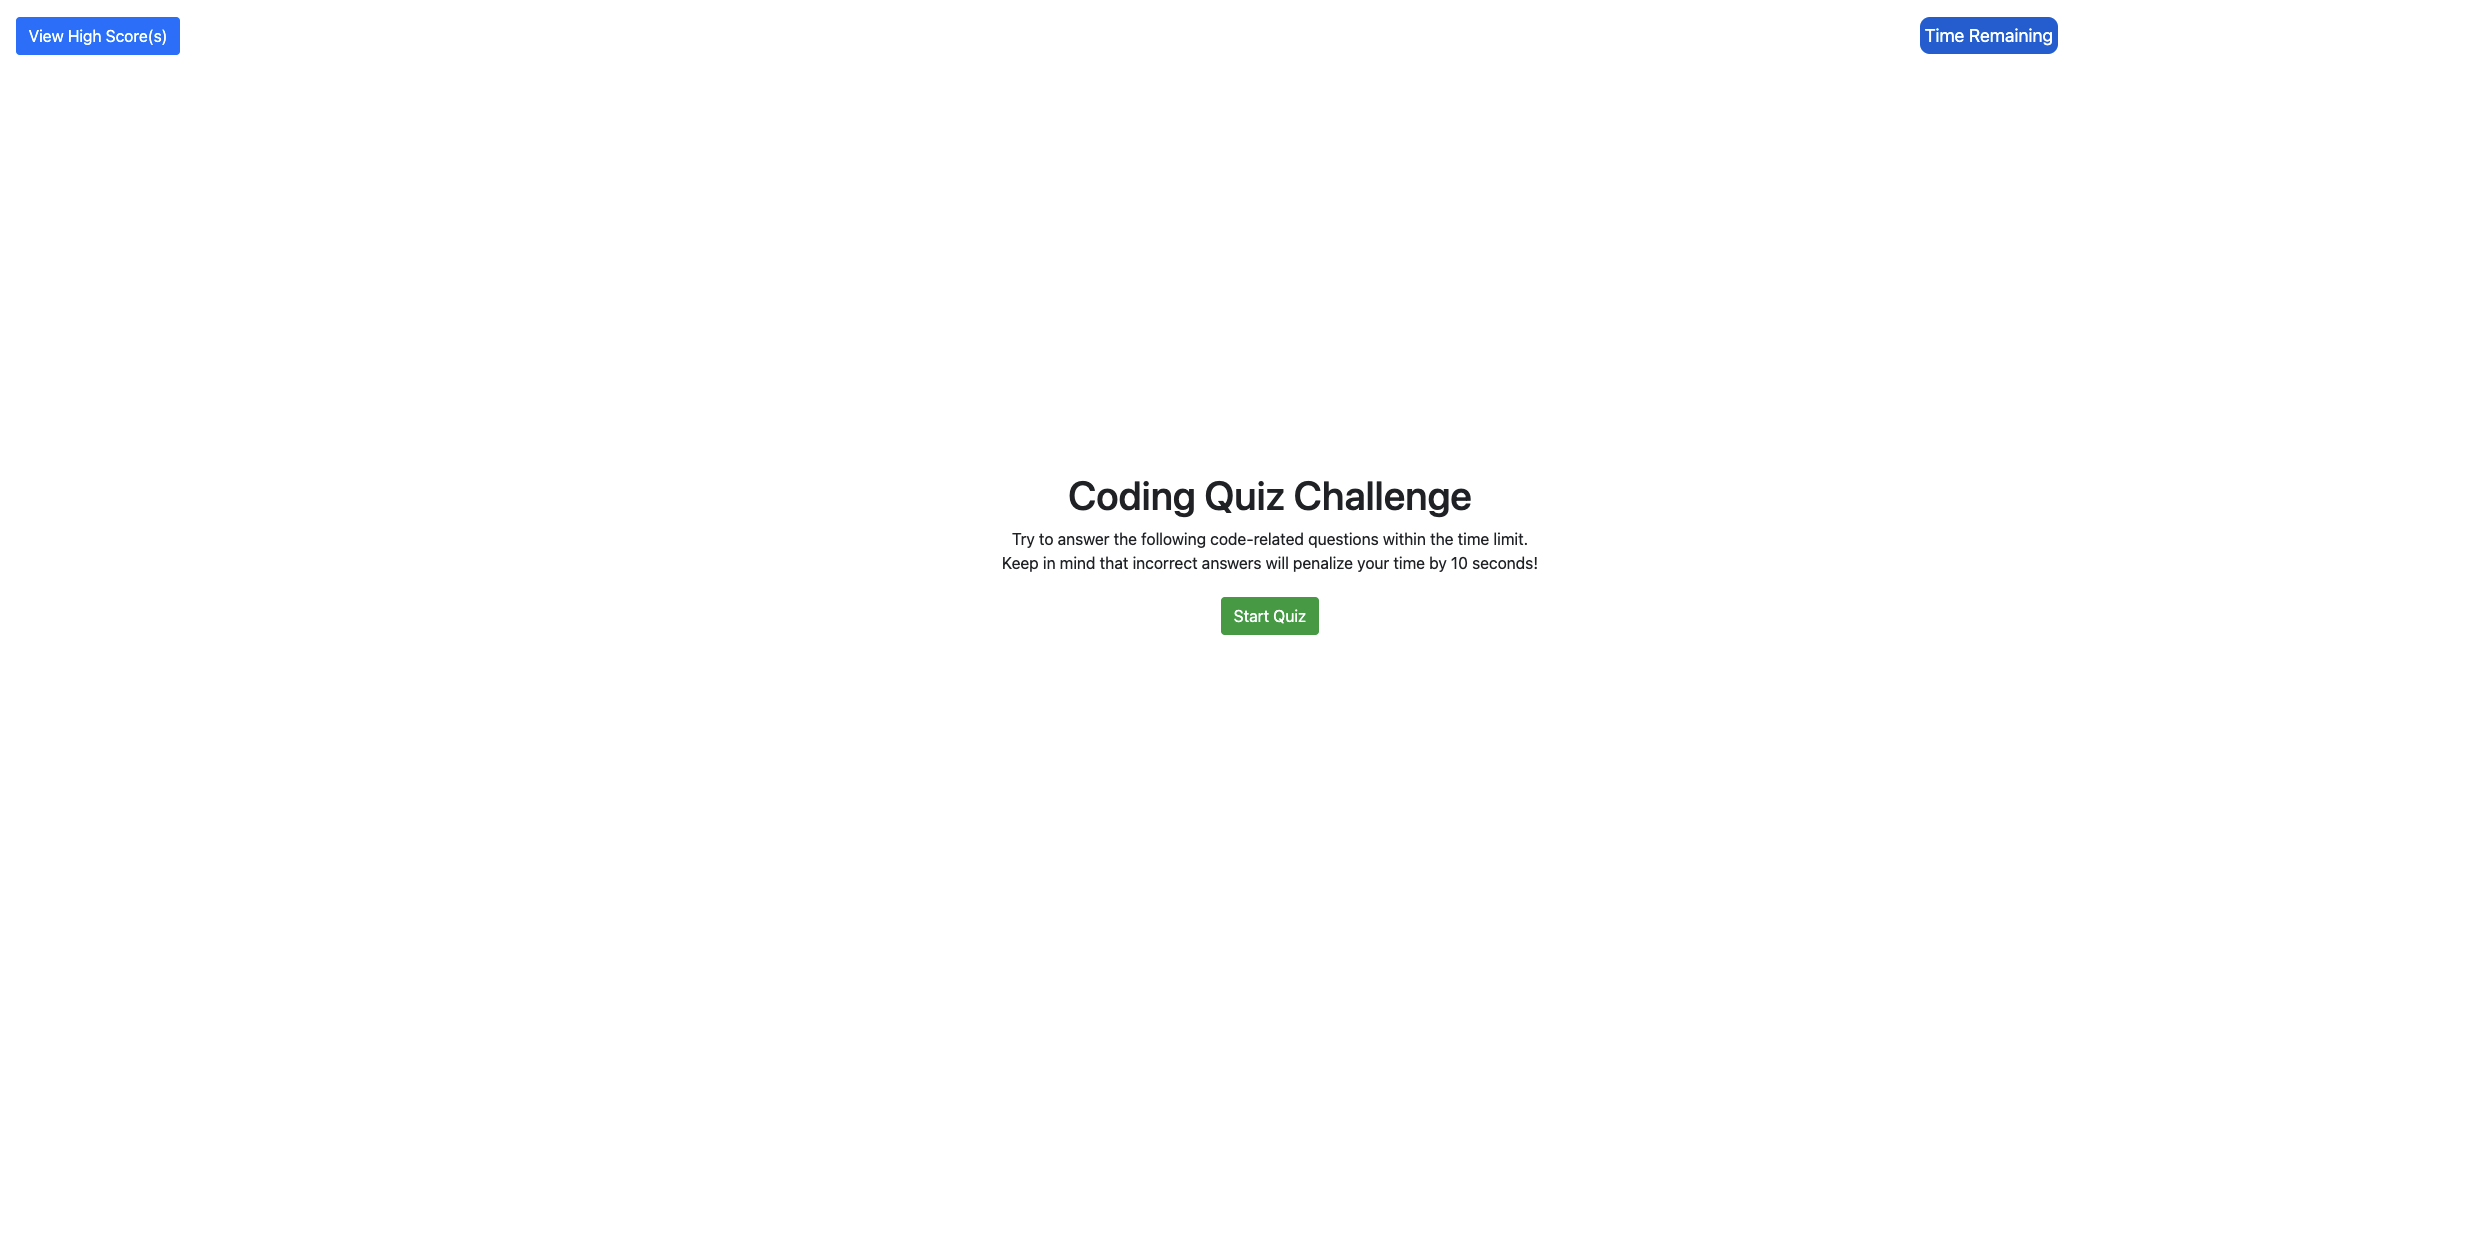 View High Score(s)
Time Remaining
Coding Quiz Challenge
Try to answer the following code-related questions within the time limit.
Keep in mind that incorrect answers will penalize your time by 10 seconds!
Start Quiz